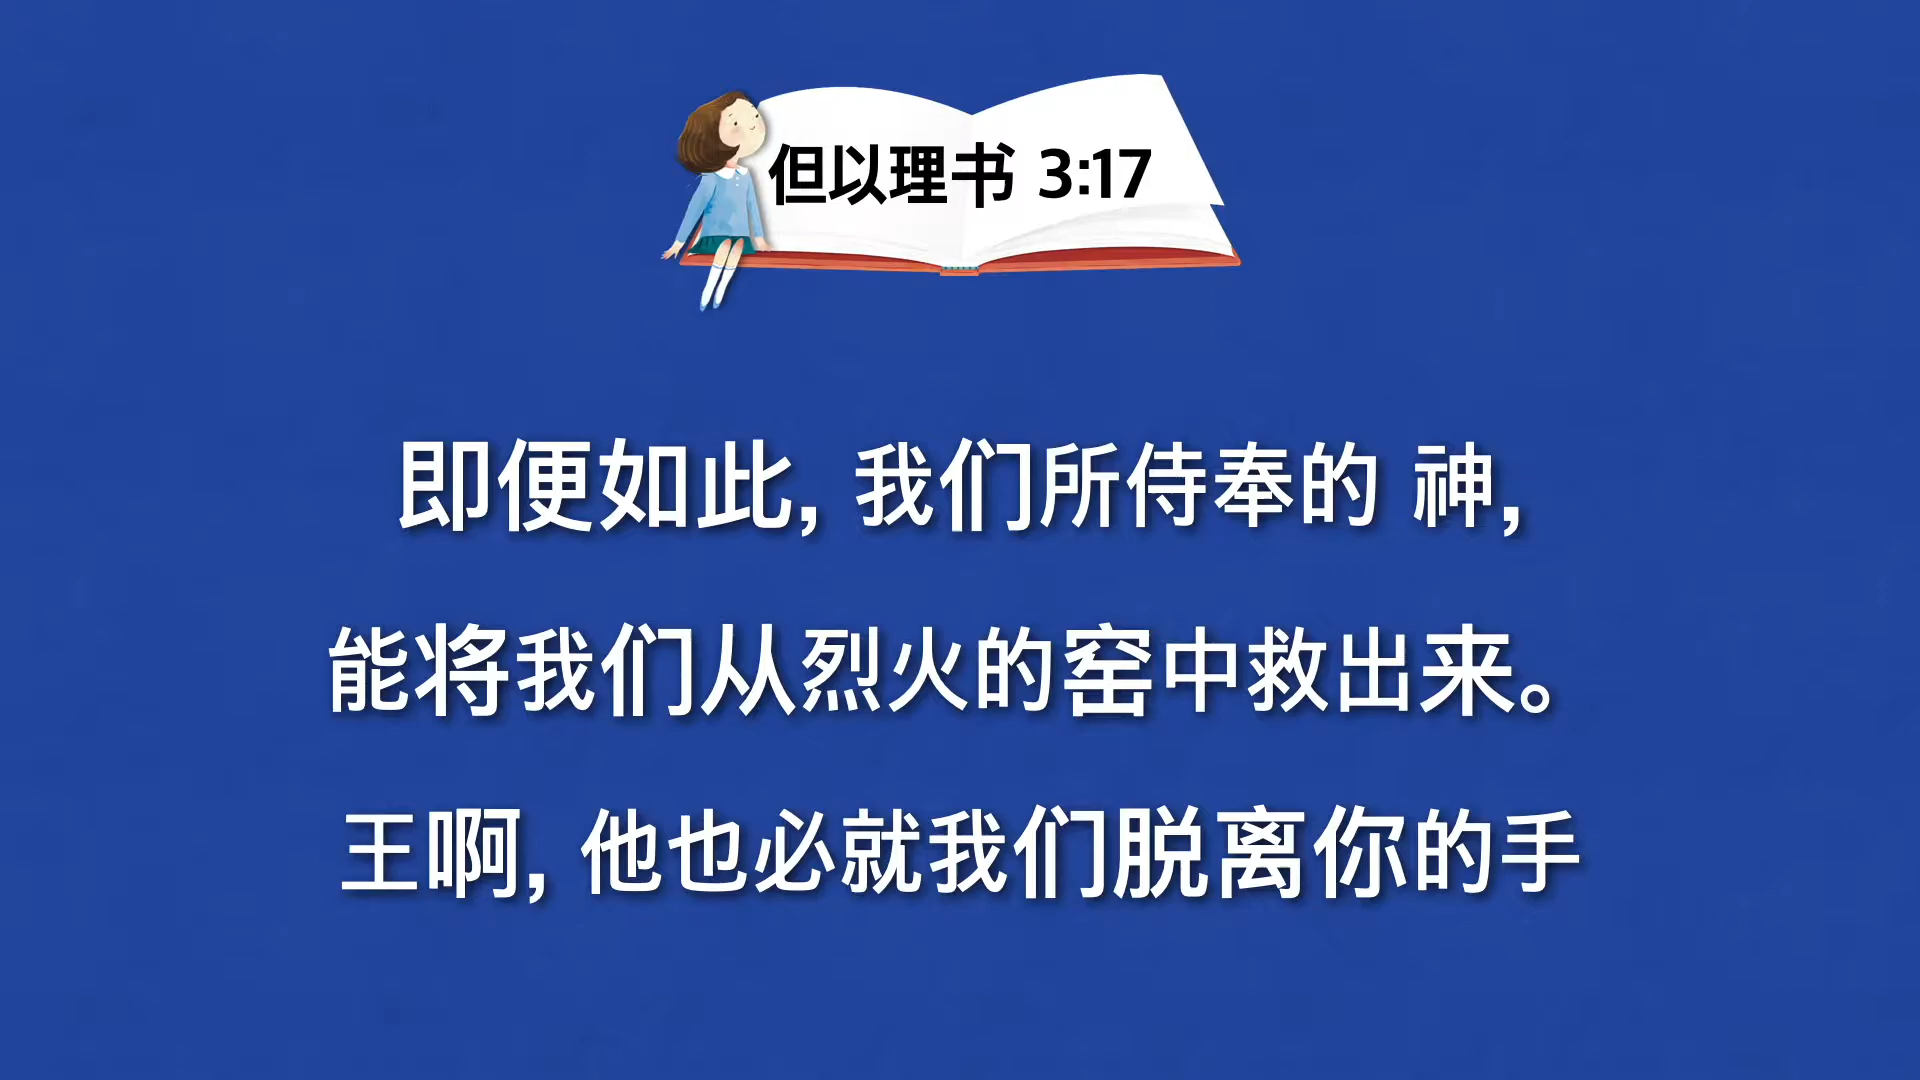 但以理书 3:17
即便如此, 我们所侍奉的 神,
能将我们从烈火的窑中救出来。
王啊, 他也必就我们脱离你的手